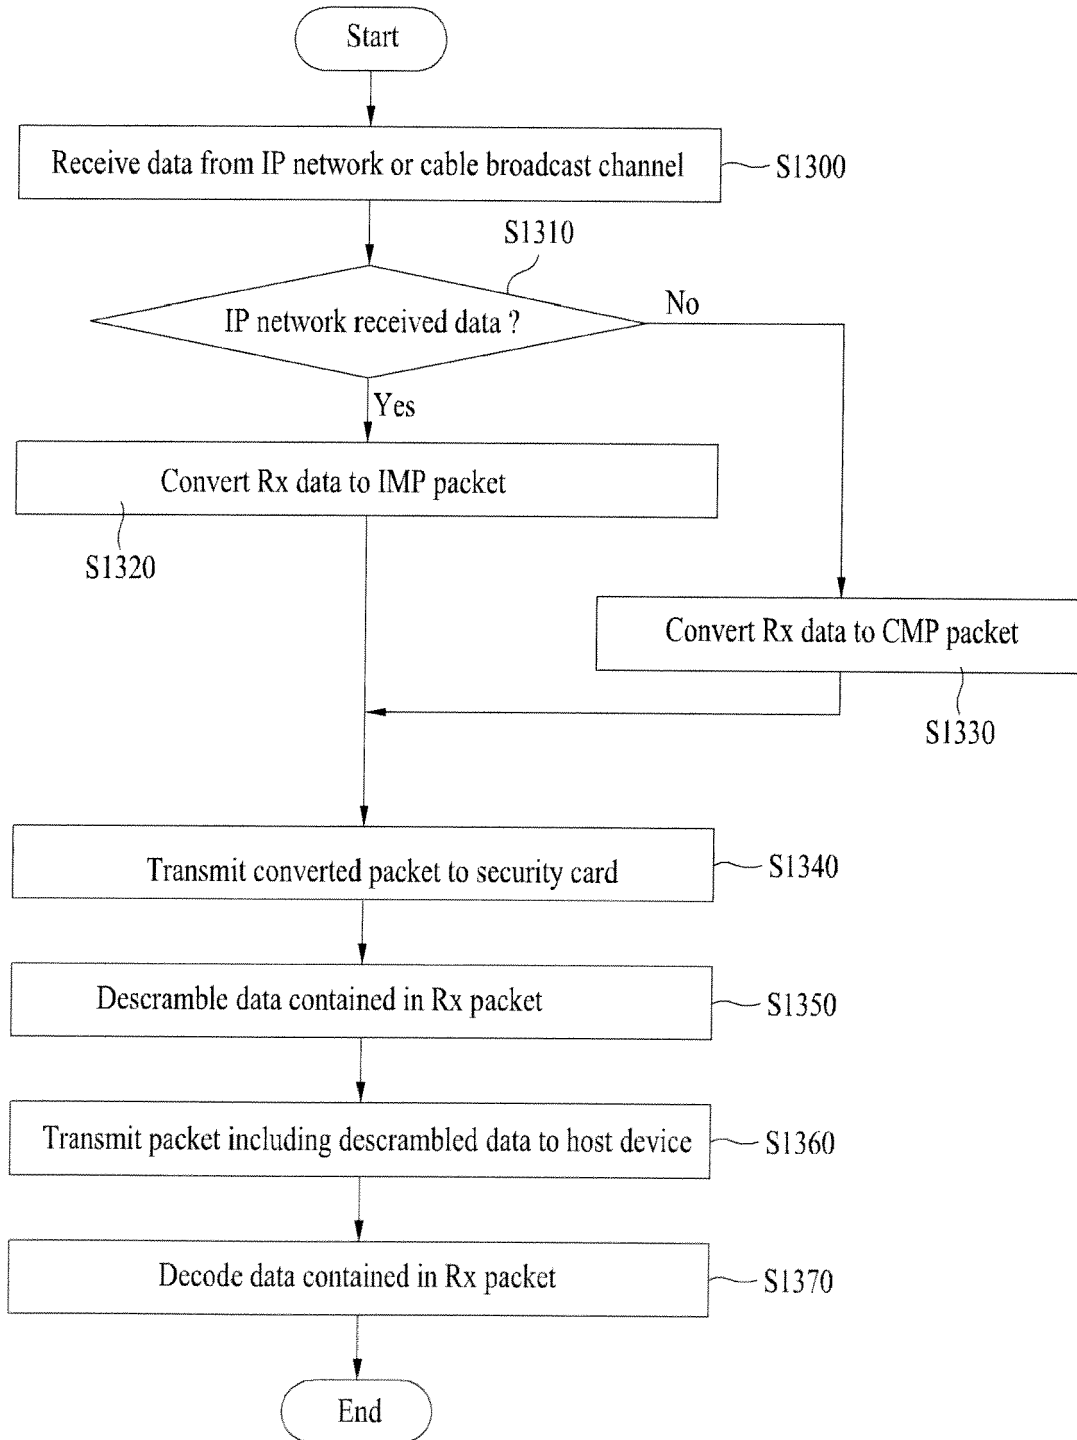 Start
Receive data from IP network or cable broadcast channel
S1300
S1310
IP network received data ?
No
Yes
Convert Rx data to IMP packet
S1320
Convert Rx data to CMP packet
S1330
Transmit converted packet to security card
S1340
Descramble data contained in Rx packet
S1350
Transmit packet including descrambled data to host device
S1360
Decode data contained in Rx packet
S1370
End